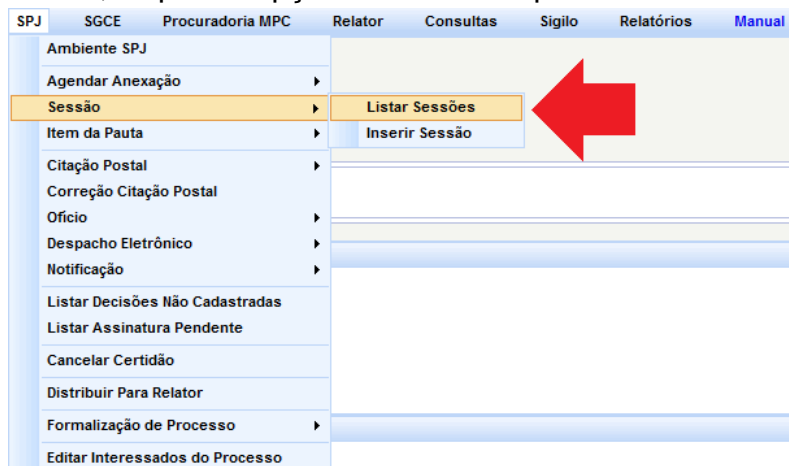 SPJ SGCE Procuradoria MPC Relator Consultas Sigilo Relatórios Manual
Ambiente SPJ
Agendar Anexação
Sessão
Listar Sessões
Item da Pauta
Inserir Sessão
Citação Postal
Correção Citação Postal
Ofício
Despacho Eletrônico
Notificação
Listar Decisões Não Cadastradas
Listar Assinatura Pendente
Cancelar Certidão
Distribuir Para Relator
Formalização de Processo
Editar Interessados do Processo